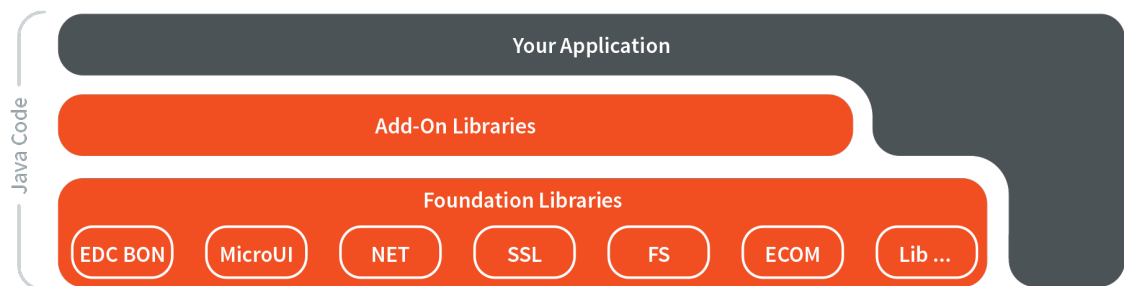 Java Code
Your Application
Add-On Libraries
Foundation Libraries
EDC BON
MicroUI
NET
SSL
FS
ECOM
Lib ...